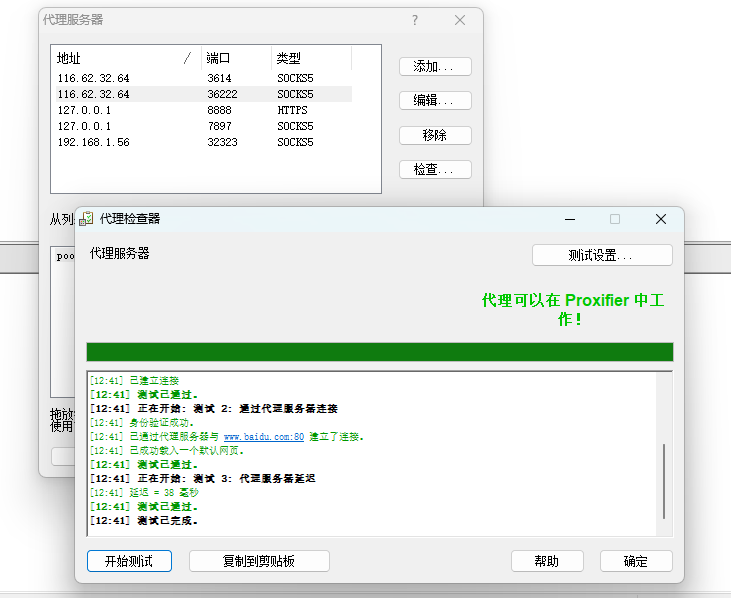 代理服务器
?
地址 / 端口 类型
116.62.32.64 3614 SOCKS5
116.62.32.64 36222 SOCKS5
127.0.0.1 8888 HTTPS
127.0.0.1 7897 SOCKS5
192.168.1.56 32323 SOCKS5
添加...
编辑...
移除
检查...
从列
代理检查器
poo
代理服务器
测试设置...
代理可以在 Proxifier 中工
作！
[12:41] 已建立连接
[12:41] 测试已通过。
[12:41] 正在开始: 测试 2: 通过代理服务器连接
[12:41] 身份验证成功。
[12:41] 已通过代理服务器与 www.baidu.com:80 建立了连接。
[12:41] 已成功载入一个默认网页。
[12:41] 测试已通过。
[12:41] 正在开始: 测试 3: 代理服务器延迟
[12:41] 延迟 = 38 毫秒
[12:41] 测试已通过。
[12:41] 测试已完成。
拖放
使用
开始测试
复制到剪贴板
帮助
确定